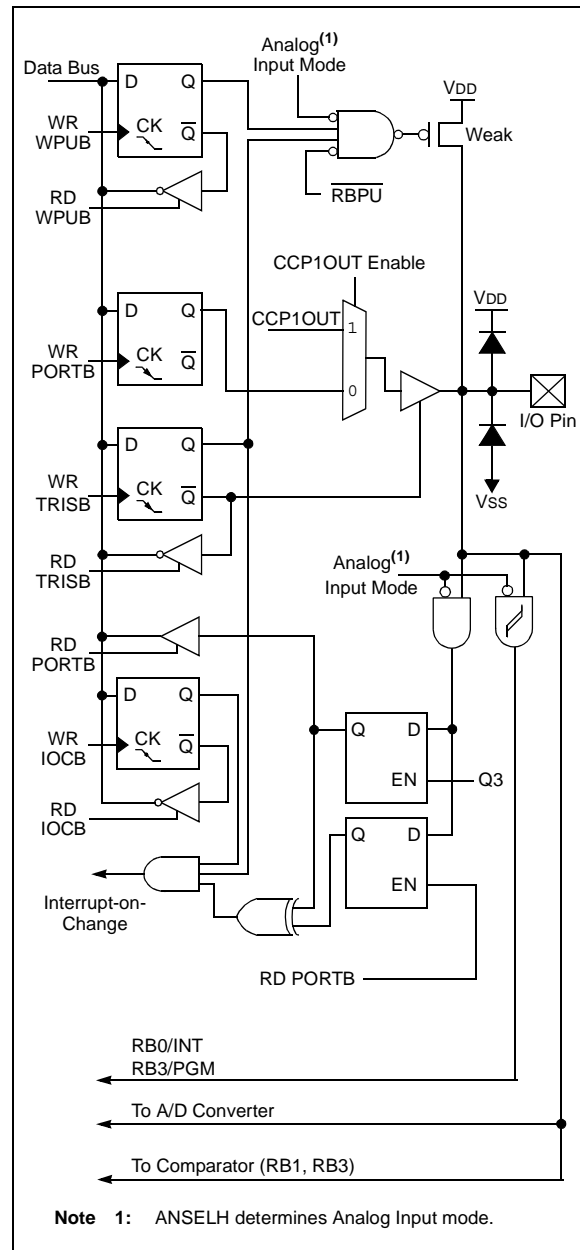 Analog(1)
Input Mode
Data Bus
D Q
VDD
WR
WPUB
CK Q
Weak
RD
WPUB
RBPU
CCP1OUT Enable
D Q
CCP1OUT
1
VDD
WR
PORTB
CK Q
0
I/O Pin
D Q
WR
TRISB
CK Q
VSS
RD
TRISB
Analog(1)
Input Mode
RD
PORTB
D Q
Q D
WR
IOCB
CK Q
EN
Q3
RD
IOCB
Q D
EN
Interrupt-on-
Change
RD PORTB
RB0/INT
RB3/PGM
To A/D Converter
To Comparator (RB1, RB3)
Note 1: ANSELH determines Analog Input mode.